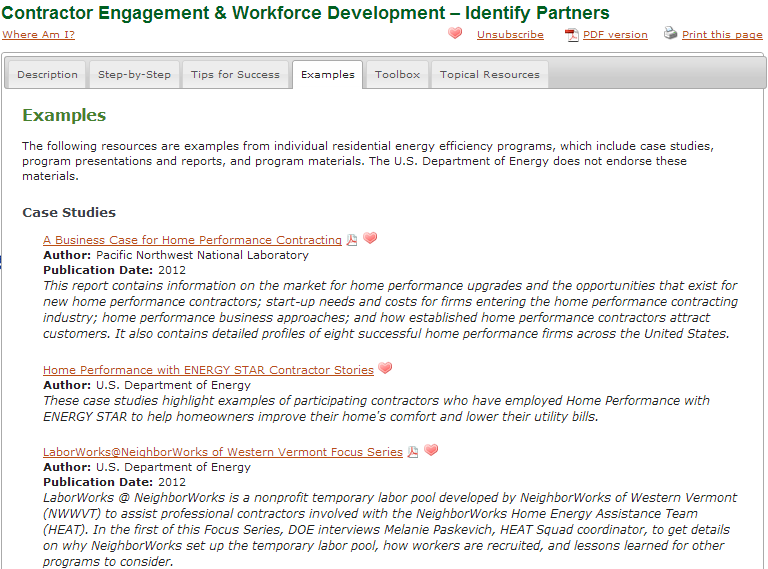 Contractor Engagement & Workforce Development – Identify Partners
Where Am I?
Unsubscribe
PDF version
Print this page
Description
Step-by-Step
Tips for Success
Examples
Toolbox
Topical Resources
Examples
The following resources are examples from individual residential energy efficiency programs, which include case studies,
program presentations and reports, and program materials. The U.S. Department of Energy does not endorse these
materials.
Case Studies
A Business Case for Home Performance Contracting
Author: Pacific Northwest National Laboratory
Publication Date: 2012
This report contains information on the market for home performance upgrades and the opportunities that exist for
new home performance contractors; start-up needs and costs for firms entering the home performance contracting
industry; home performance business approaches; and how established home performance contractors attract
customers. It also contains detailed profiles of eight successful home performance firms across the United States.
Home Performance with ENERGY STAR Contractor Stories
Author: U.S. Department of Energy
These case studies highlight examples of participating contractors who have employed Home Performance with
ENERGY STAR to help homeowners improve their home's comfort and lower their utility bills.
LaborWorks@NeighborWorks of Western Vermont Focus Series
Author: U.S. Department of Energy
Publication Date: 2012
LaborWorks @ NeighborWorks is a nonprofit temporary labor pool developed by NeighborWorks of Western Vermont
(NWWVT) to assist professional contractors involved with the NeighborWorks Home Energy Assistance Team
(HEAT). In the first of this Focus Series, DOE interviews Melanie Paskevich, HEAT Squad coordinator, to get details
on why NeighborWorks set up the temporary labor pool, how workers are recruited, and lessons learned for other
programs to consider.